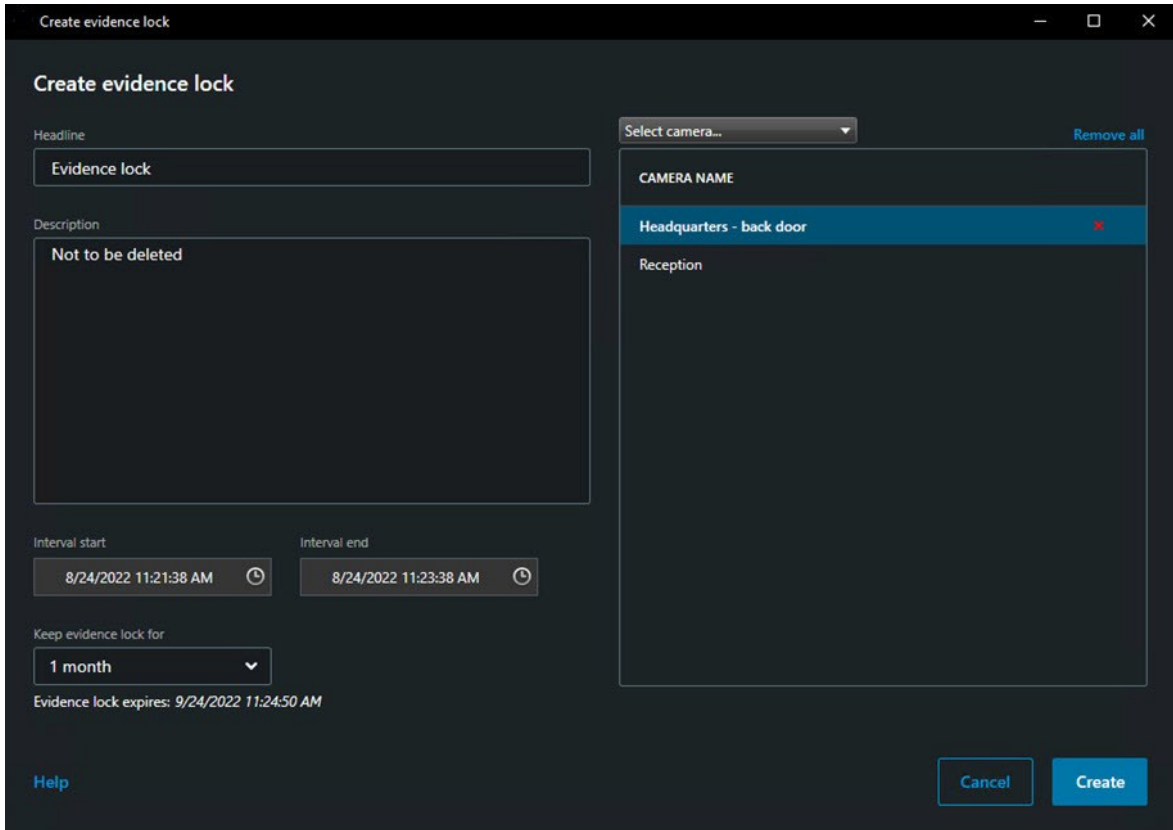 Create evidence lock
Create evidence lock
Headline
Evidence lock
Description
Not to be deleted
Interval start
Interval end
8/24/2022 11:21:38 AM
8/24/2022 11:23:38 AM
Keep evidence lock for
1 month
Evidence lock expires: 9/24/2022 11:24:50 AM
Select camera...
Remove all
CAMERA NAME
Headquarters - back door
Reception
Help
Cancel
Create